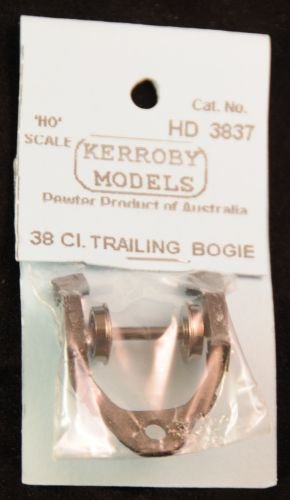 Cat. No.
'HO' HD 3837
SCALE
KERROBY
MODELS
Pewter Product of Australia
38 Cl. TRAILING BOGIE